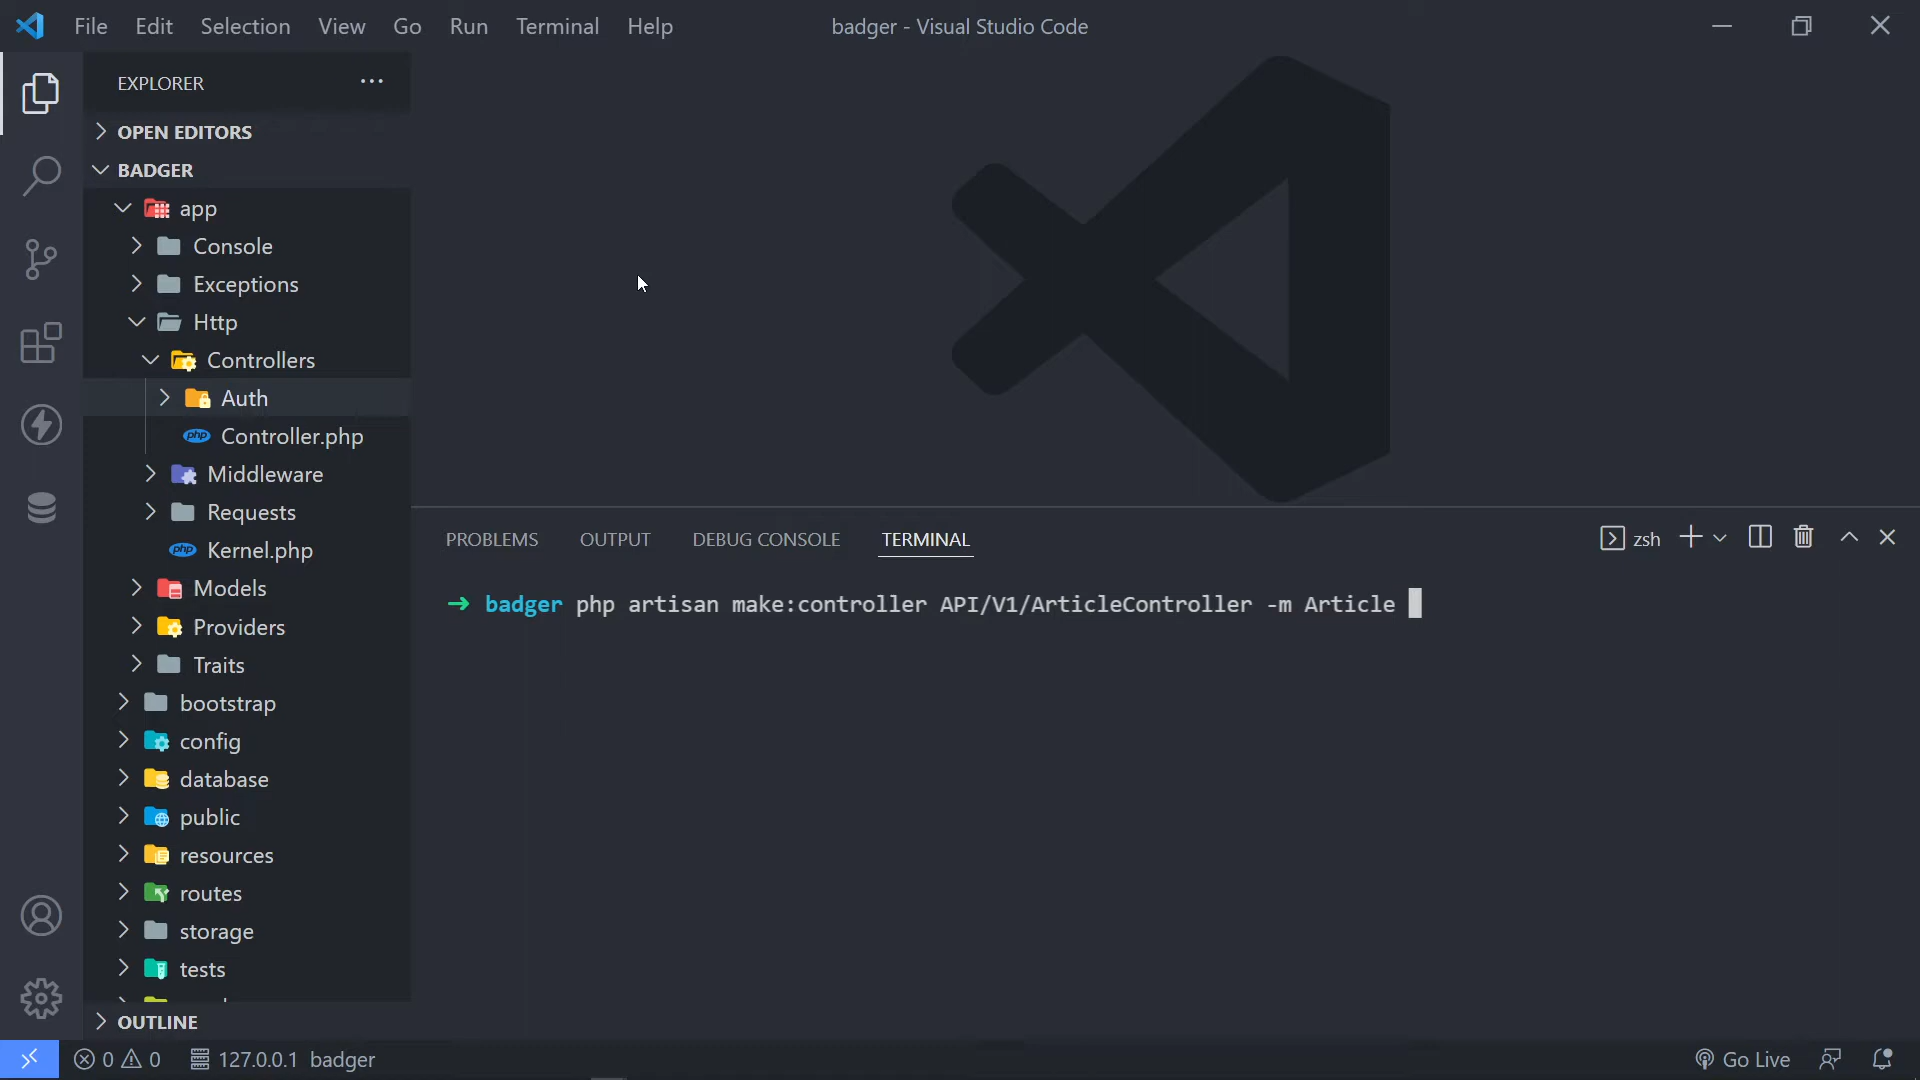 File Edit Selection View Go Run Terminal Help
badger - Visual Studio Code
EXPLORER
OPEN EDITORS
BADGER
app
Console
Exceptions
Http
Controllers
Auth
php Controller.php
Middleware
Requests
php Kernel.php
Models
Providers
Traits
bootstrap
config
database
public
resources
routes
storage
tests
OUTLINE
PROBLEMS OUTPUT DEBUG CONSOLE TERMINAL
zsh
→ badger php artisan make:controller API/V1/ArticleController -m Article
0 0 127.0.0.1 badger
Go Live